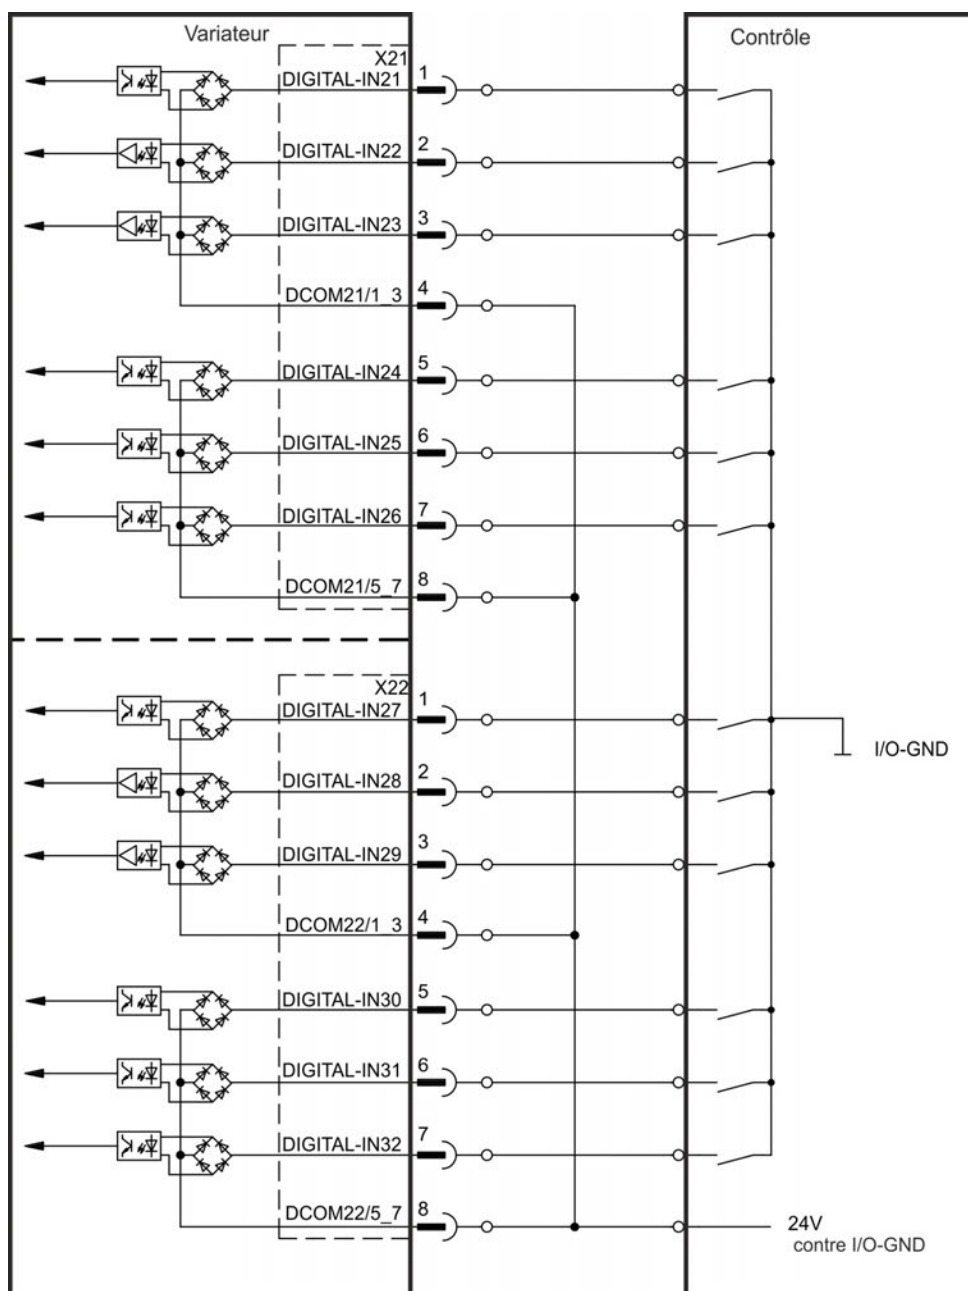 Variateur
Contrôle
X21
DIGITAL-IN21 1
DIGITAL-IN22 2
DIGITAL-IN23 3
DCOM21/1_3 4
DIGITAL-IN24 5
DIGITAL-IN25 6
DIGITAL-IN26 7
DCOM21/5_7 8
X22
DIGITAL-IN27 1
I/O-GND
DIGITAL-IN28 2
DIGITAL-IN29 3
DCOM22/1_3 4
DIGITAL-IN30 5
DIGITAL-IN31 6
DIGITAL-IN32 7
DCOM22/5_7 8
24V
contre I/O-GND